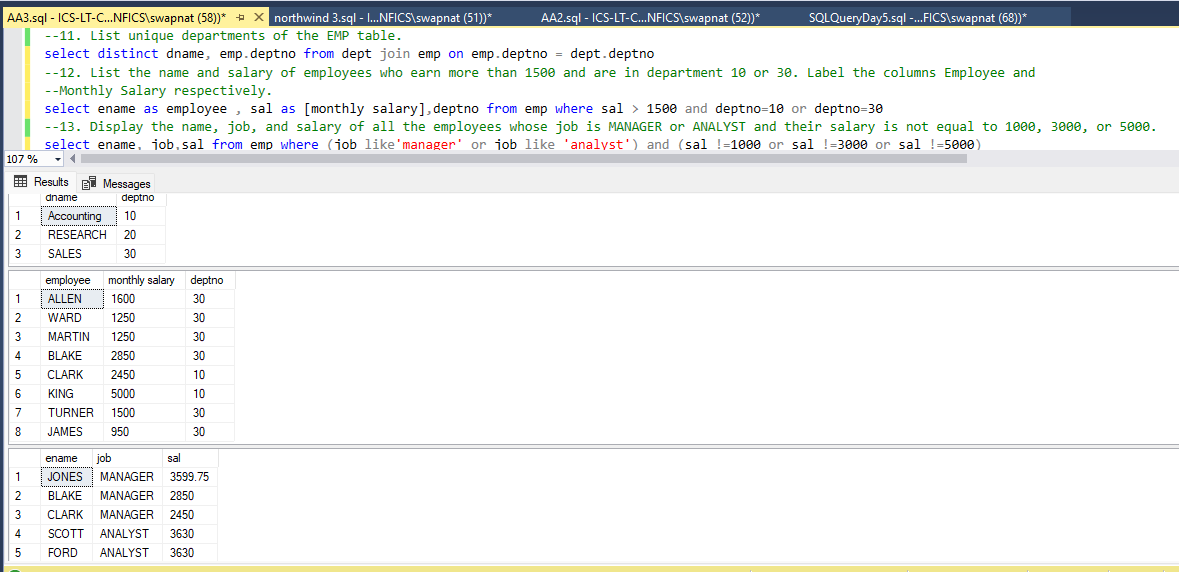 AA3.sql - ICS-LT-C...NFICS\swapnat (58))* northwind 3.sql - I...NFICS\swapnat (51))* AA2.sql - ICS-LT-C...NFICS\swapnat (52))* SQLQueryDay5.sql -...FICS\swapnat (68))*
--11. List unique departments of the EMP table.
select distinct dname, emp.deptno from dept join emp on emp.deptno = dept.deptno
--12. List the name and salary of employees who earn more than 1500 and are in department 10 or 30. Label the columns Employee and
--Monthly Salary respectively.
select ename as employee , sal as [monthly salary],deptno from emp where sal > 1500 and deptno=10 or deptno=30
--13. Display the name, job, and salary of all the employees whose job is MANAGER or ANALYST and their salary is not equal to 1000, 3000, or 5000.
select ename, job,sal from emp where (job like'manager' or job like 'analyst') and (sal !=1000 or sal !=3000 or sal !=5000)
107 %
Results Messages
dname deptno
1 Accounting 10
2 RESEARCH 20
3 SALES 30
employee monthly salary deptno
1 ALLEN 1600 30
2 WARD 1250 30
3 MARTIN 1250 30
4 BLAKE 2850 30
5 CLARK 2450 10
6 KING 5000 10
7 TURNER 1500 30
8 JAMES 950 30
ename job sal
1 JONES MANAGER 3599.75
2 BLAKE MANAGER 2850
3 CLARK MANAGER 2450
4 SCOTT ANALYST 3630
5 FORD ANALYST 3630